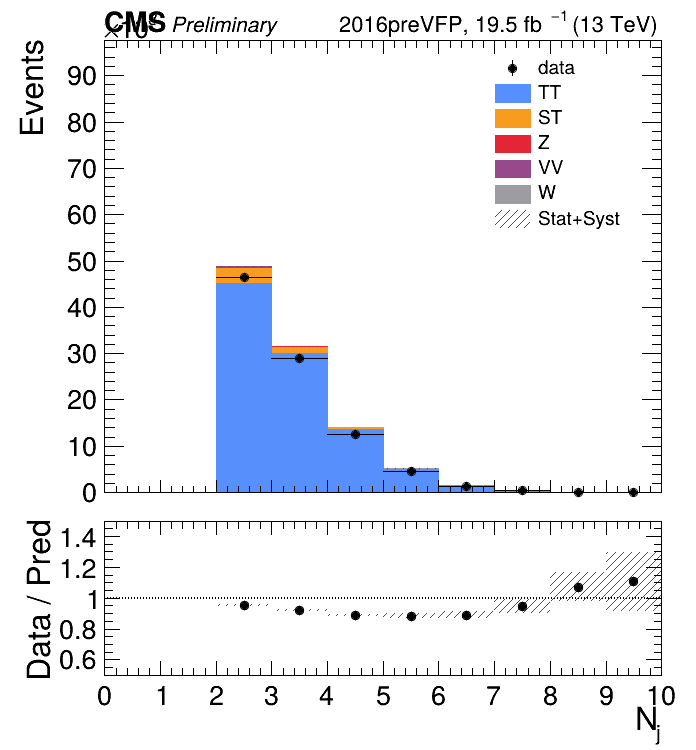 CMS Preliminary 2016preVFP, 19.5 fb⁻¹ (13 TeV)
Events
90
80
70
60
50
40
30
20
10
0
data
TT
ST
Z
VV
W
Stat+Syst
Data / Pred
1.4
1.2
1
0.8
0.6
0 1 2 3 4 5 6 7 8 9 10
N_j